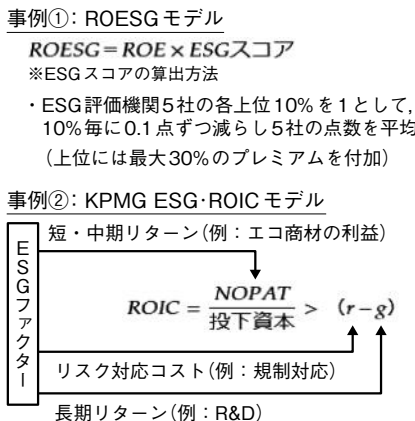 事例①：ROESGモデル
ROESG＝ROE×ESGスコア
※ESGスコアの算出方法
・ESG評価機関5社の各上位10％を1として，
10％毎に0.1点ずつ減らし5社の点数を平均
（上位には最大30％のプレミアムを付加）
事例②：KPMG ESG・ROICモデル
ESGファクター
短・中期リターン（例：エコ商材の利益）
ROIC = NOPAT / 投下資本 > (r−g)
リスク対応コスト（例：規制対応）
長期リターン（例：R&D）